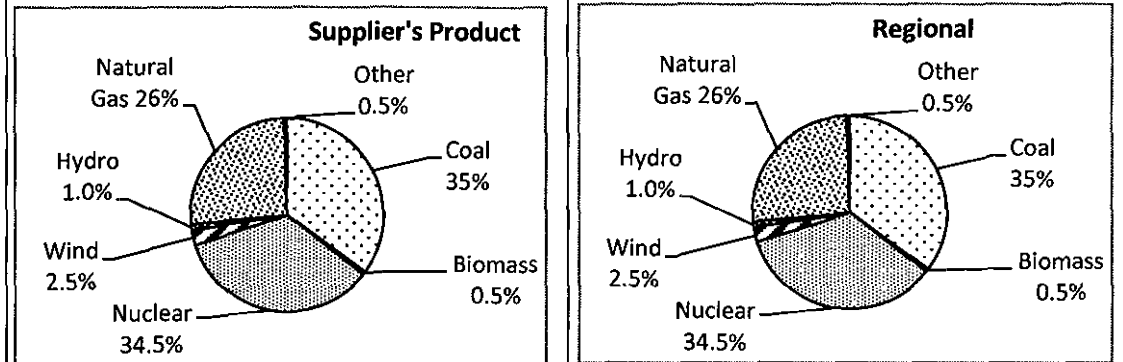 Supplier's Product
Natural
Gas 26%
Other
0.5%
Coal
35%
Hydro
1.0%
Wind
2.5%
Biomass
0.5%
Nuclear
34.5%
Regional
Natural
Gas 26%
Other
0.5%
Coal
35%
Hydro
1.0%
Wind
2.5%
Biomass
0.5%
Nuclear
34.5%